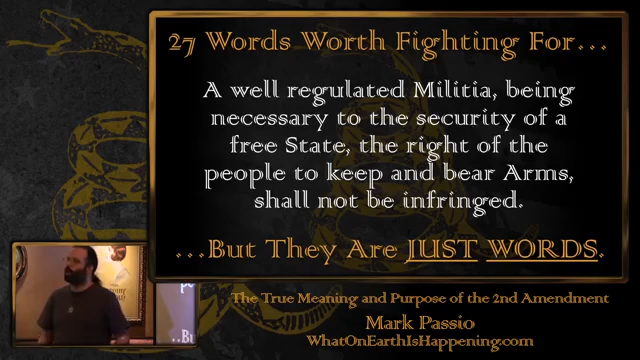 27 Words Worth Fighting For...
A well regulated Militia, being
necessary to the security of a
free State, the right of the
people to keep and bear Arms,
shall not be infringed.
...But They Are JUST WORDS.
The True Meaning and Purpose of the 2nd Amendment
Mark Passio
WhatOnEarthIsHappening.com